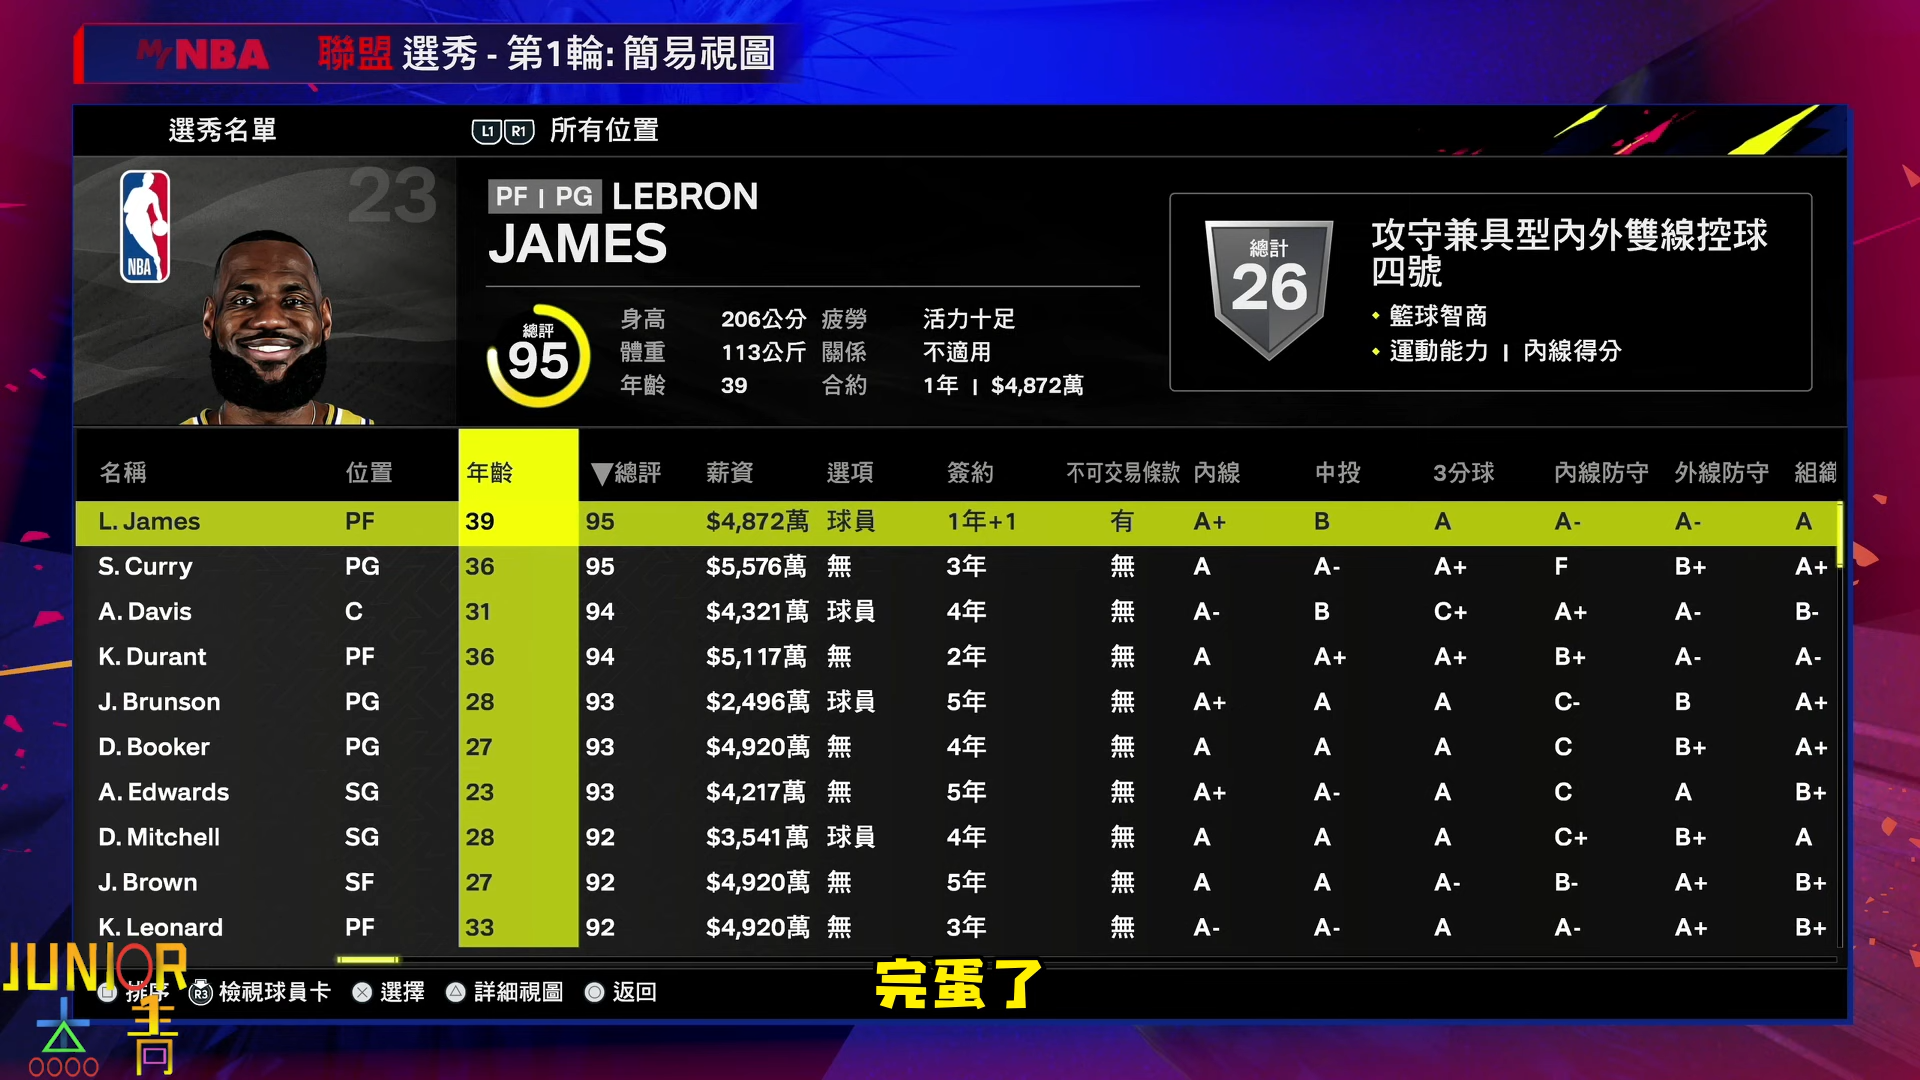 MyNBA 聯盟 選秀 - 第1輪: 簡易視圖
選秀名單 L1 R1 所有位置
23
NBA
PF | PG LEBRON
JAMES
總評
95
身高 206公分 疲勞 活力十足
體重 113公斤 關係 不適用
年齡 39 合約 1年 | $4,872萬
總計
26
攻守兼具型內外雙線控球
四號
籃球智商
運動能力 | 內線得分
名稱 位置 年齡 ▼總評 薪資 選項 簽約 不可交易條款 內線 中投 3分球 內線防守 外線防守 組織
L. James PF 39 95 $4,872萬 球員 1年+1 有 A+ B A A- A- A
S. Curry PG 36 95 $5,576萬 無 3年 無 A A- A+ F B+ A+
A. Davis C 31 94 $4,321萬 球員 4年 無 A- B C+ A+ A- B-
K. Durant PF 36 94 $5,117萬 無 2年 無 A A+ A+ B+ A- A-
J. Brunson PG 28 93 $2,496萬 球員 5年 無 A+ A A C- B A+
D. Booker PG 27 93 $4,920萬 無 4年 無 A A A C B+ A+
A. Edwards SG 23 93 $4,217萬 無 5年 無 A+ A- A C A B+
D. Mitchell SG 28 92 $3,541萬 球員 4年 無 A A A C+ B+ A
J. Brown SF 27 92 $4,920萬 無 5年 無 A A A- B- A+ B+
K. Leonard PF 33 92 $4,920萬 無 3年 無 A- A- A A- A+ B+
JUNIOR
排序 R3 檢視球員卡 選擇 詳細視圖 返回
完蛋了